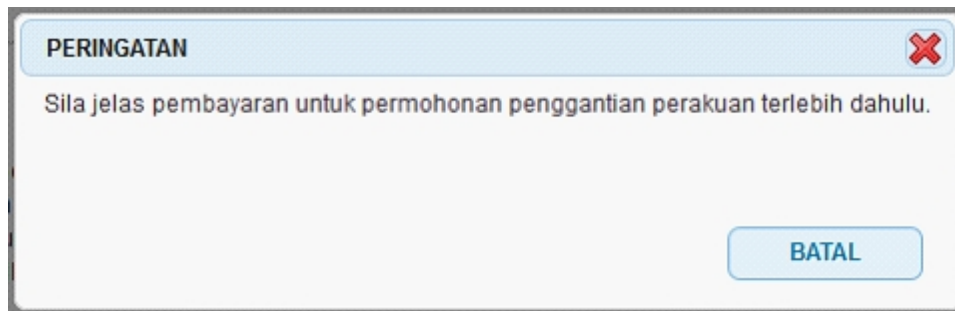 PERINGATAN
Sila jelas pembayaran untuk permohonan penggantian perakuan terlebih dahulu.
BATAL